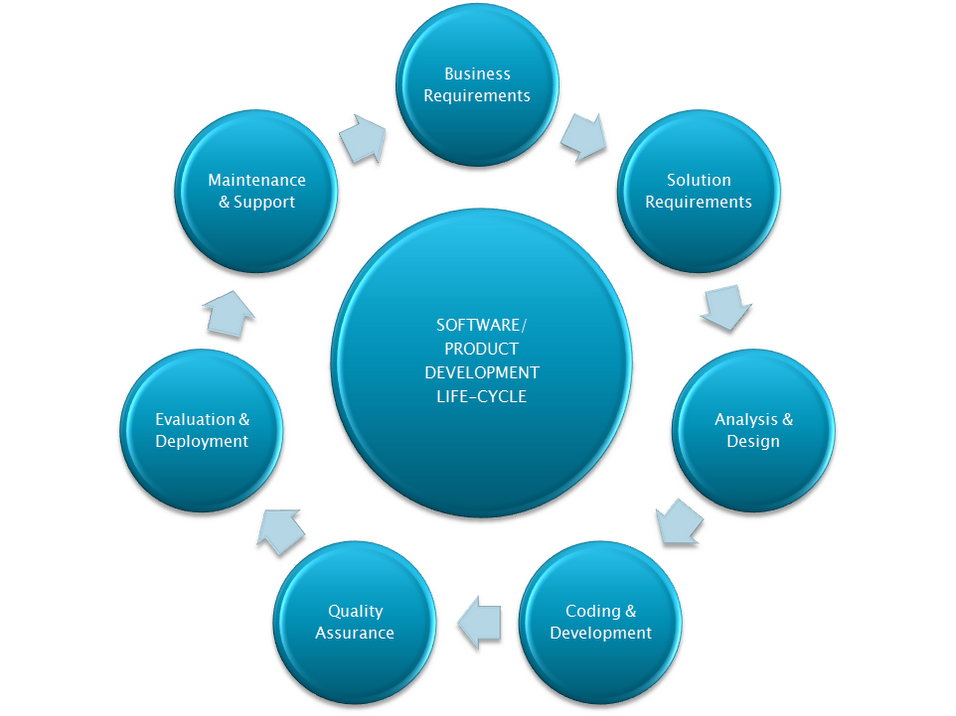 Business
Requirements
Solution
Requirements
Analysis &
Design
Coding &
Development
Quality
Assurance
Evaluation &
Deployment
Maintenance
& Support
SOFTWARE/
PRODUCT
DEVELOPMENT
LIFE-CYCLE